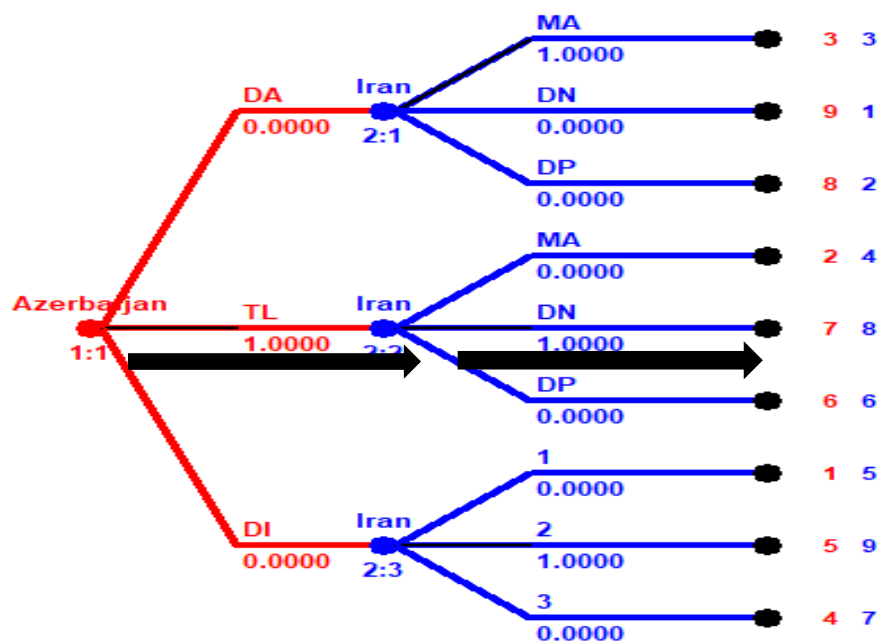 MA
1.0000 3 3
Iran
DA
DN
0.0000 2:1 0.0000 9 1
DP
0.0000 8 2
MA
0.0000 2 4
Azerbaijan
TL
Iran
DN
1:1 1.0000 2:2 1.0000 7 8
DP
0.0000 6 6
1
0.0000 1 5
Iran
DI
2
0.0000 2:3 1.0000 5 9
3
0.0000 4 7